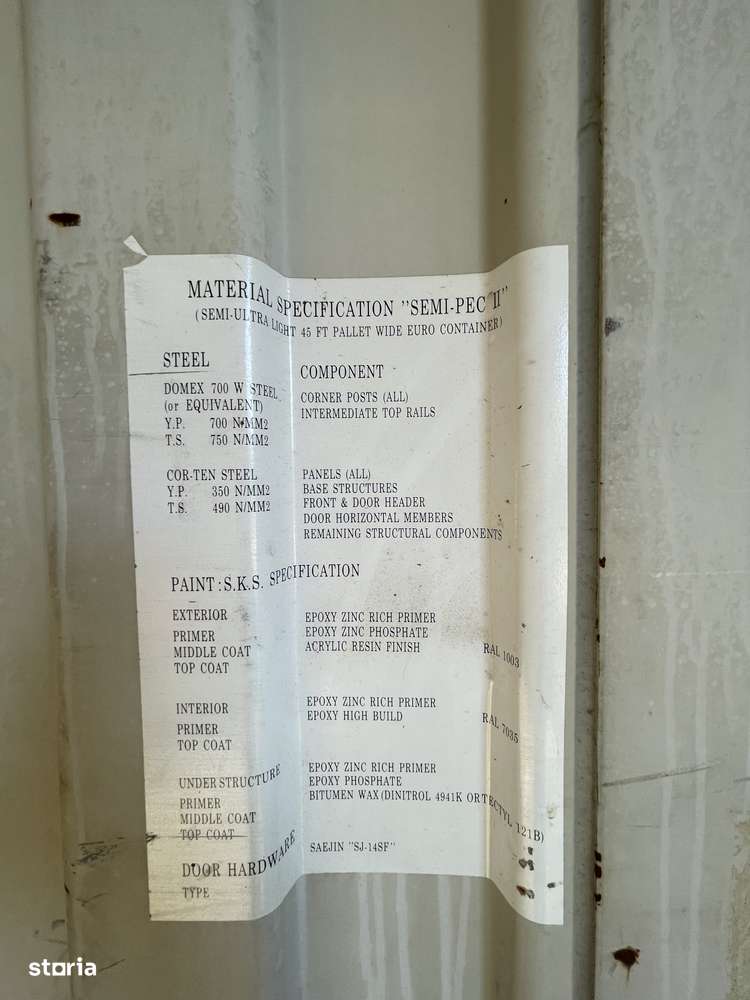 MATERIAL SPECIFICATION "SEMI-PEC II"
(SEMI-ULTRA LIGHT 45 FT PALLET WIDE EURO CONTAINER)
STEEL COMPONENT
DOMEX 700 W STEEL CORNER POSTS (ALL)
(or EQUIVALENT) INTERMEDIATE TOP RAILS
Y.P. 700 N/MM2
T.S. 750 N/MM2
COR-TEN STEEL PANELS (ALL)
Y.P. 350 N/MM2 BASE STRUCTURES
T.S. 490 N/MM2 FRONT & DOOR HEADER
DOOR HORIZONTAL MEMBERS
REMAINING STRUCTURAL COMPONENTS
PAINT : S.K.S. SPECIFICATION
EXTERIOR
PRIMER EPOXY ZINC RICH PRIMER
MIDDLE COAT EPOXY ZINC PHOSPHATE
TOP COAT ACRYLIC RESIN FINISH RAL 1003
INTERIOR
PRIMER EPOXY ZINC RICH PRIMER
TOP COAT EPOXY HIGH BUILD RAL 7035
UNDER STRUCTURE
PRIMER EPOXY ZINC RICH PRIMER
MIDDLE COAT EPOXY PHOSPHATE
TOP COAT BITUMEN WAX (DINITROL 4941K OR TECTYL 121B)
DOOR HARDWARE
TYPE SAEJIN "SJ-14SF"
storia